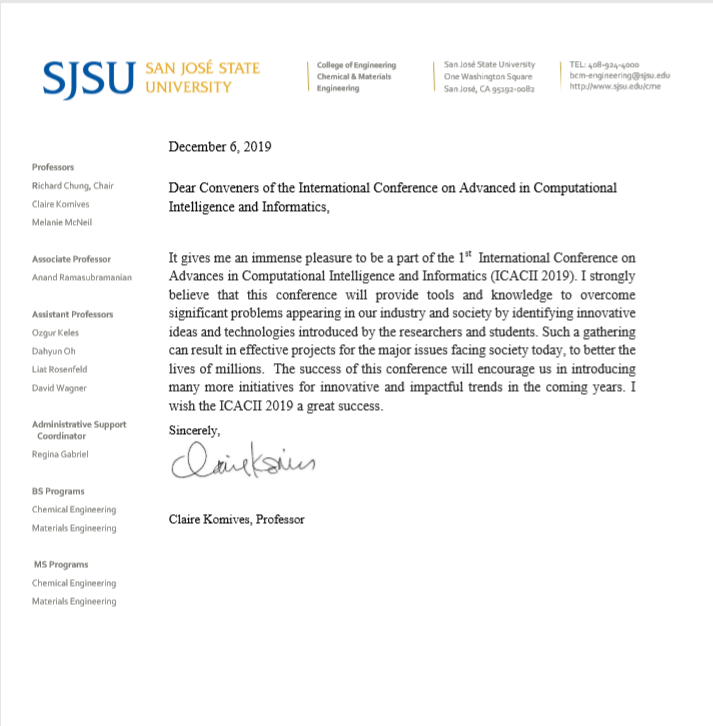 SJSU SAN JOSÉ STATE
UNIVERSITY
College of Engineering
Chemical & Materials
Engineering
San José State University
One Washington Square
San José, CA 95192-0082
TEL: 408-924-4000
bcm-engineering@sjsu.edu
http://www.sjsu.edu/cme
Professors
Richard Chung, Chair
Claire Komives
Melanie McNeil
Associate Professor
Anand Ramasubramanian
Assistant Professors
Ozgur Keles
Dahyun Oh
Liat Rosenfeld
David Wagner
Administrative Support
Coordinator
Regina Gabriel
BS Programs
Chemical Engineering
Materials Engineering
MS Programs
Chemical Engineering
Materials Engineering
December 6, 2019
Dear Conveners of the International Conference on Advanced in Computational
Intelligence and Informatics,
It gives me an immense pleasure to be a part of the 1st International Conference on
Advances in Computational Intelligence and Informatics (ICACII 2019). I strongly
believe that this conference will provide tools and knowledge to overcome
significant problems appearing in our industry and society by identifying innovative
ideas and technologies introduced by the researchers and students. Such a gathering
can result in effective projects for the major issues facing society today, to better the
lives of millions. The success of this conference will encourage us in introducing
many more initiatives for innovative and impactful trends in the coming years. I
wish the ICACII 2019 a great success.
Sincerely,
Claire Komives
Claire Komives, Professor